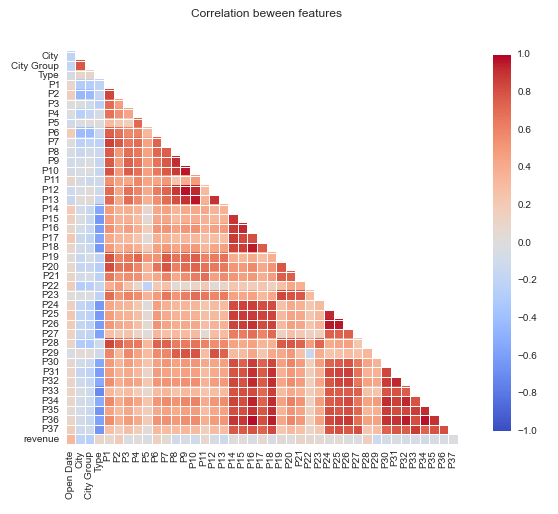 Correlation beween features
City
City Group
Type
P1
P2
P3
P4
P5
P6
P7
P8
P9
P10
P11
P12
P13
P14
P15
P16
P17
P18
P19
P20
P21
P22
P23
P24
P25
P26
P27
P28
P29
P30
P31
P32
P33
P34
P35
P36
P37
revenue
Open Date
City
City Group
Type
P1
P2
P3
P4
P5
P6
P7
P8
P9
P10
P11
P12
P13
P14
P15
P16
P17
P18
P19
P20
P21
P22
P23
P24
P25
P26
P27
P28
P29
P30
P31
P32
P33
P34
P35
P36
P37
1.0
0.8
0.6
0.4
0.2
0.0
−0.2
−0.4
−0.6
−0.8
−1.0